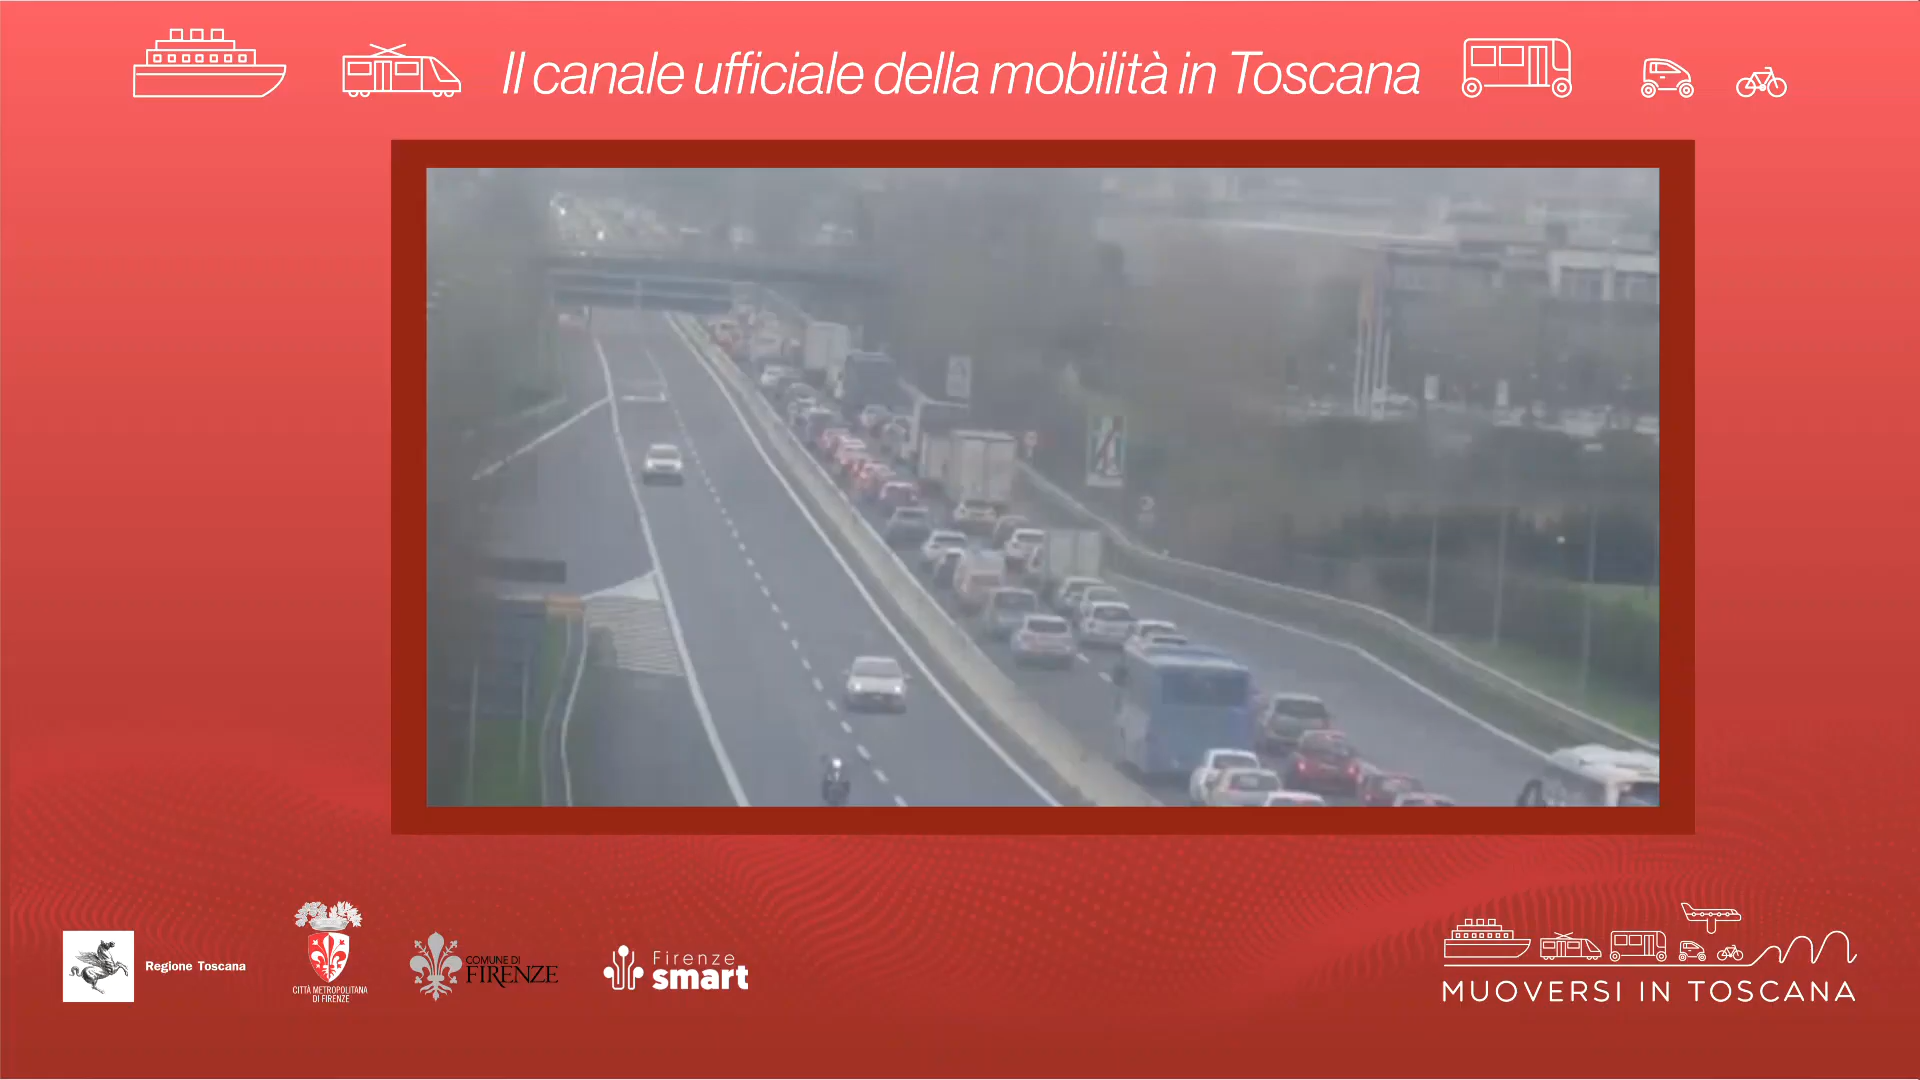 Il canale ufficiale della mobilità in Toscana
Regione Toscana
CITTÀ METROPOLITANA
DI FIRENZE
COMUNE DI
FIRENZE
Firenze
smart
MUOVERSI IN TOSCANA